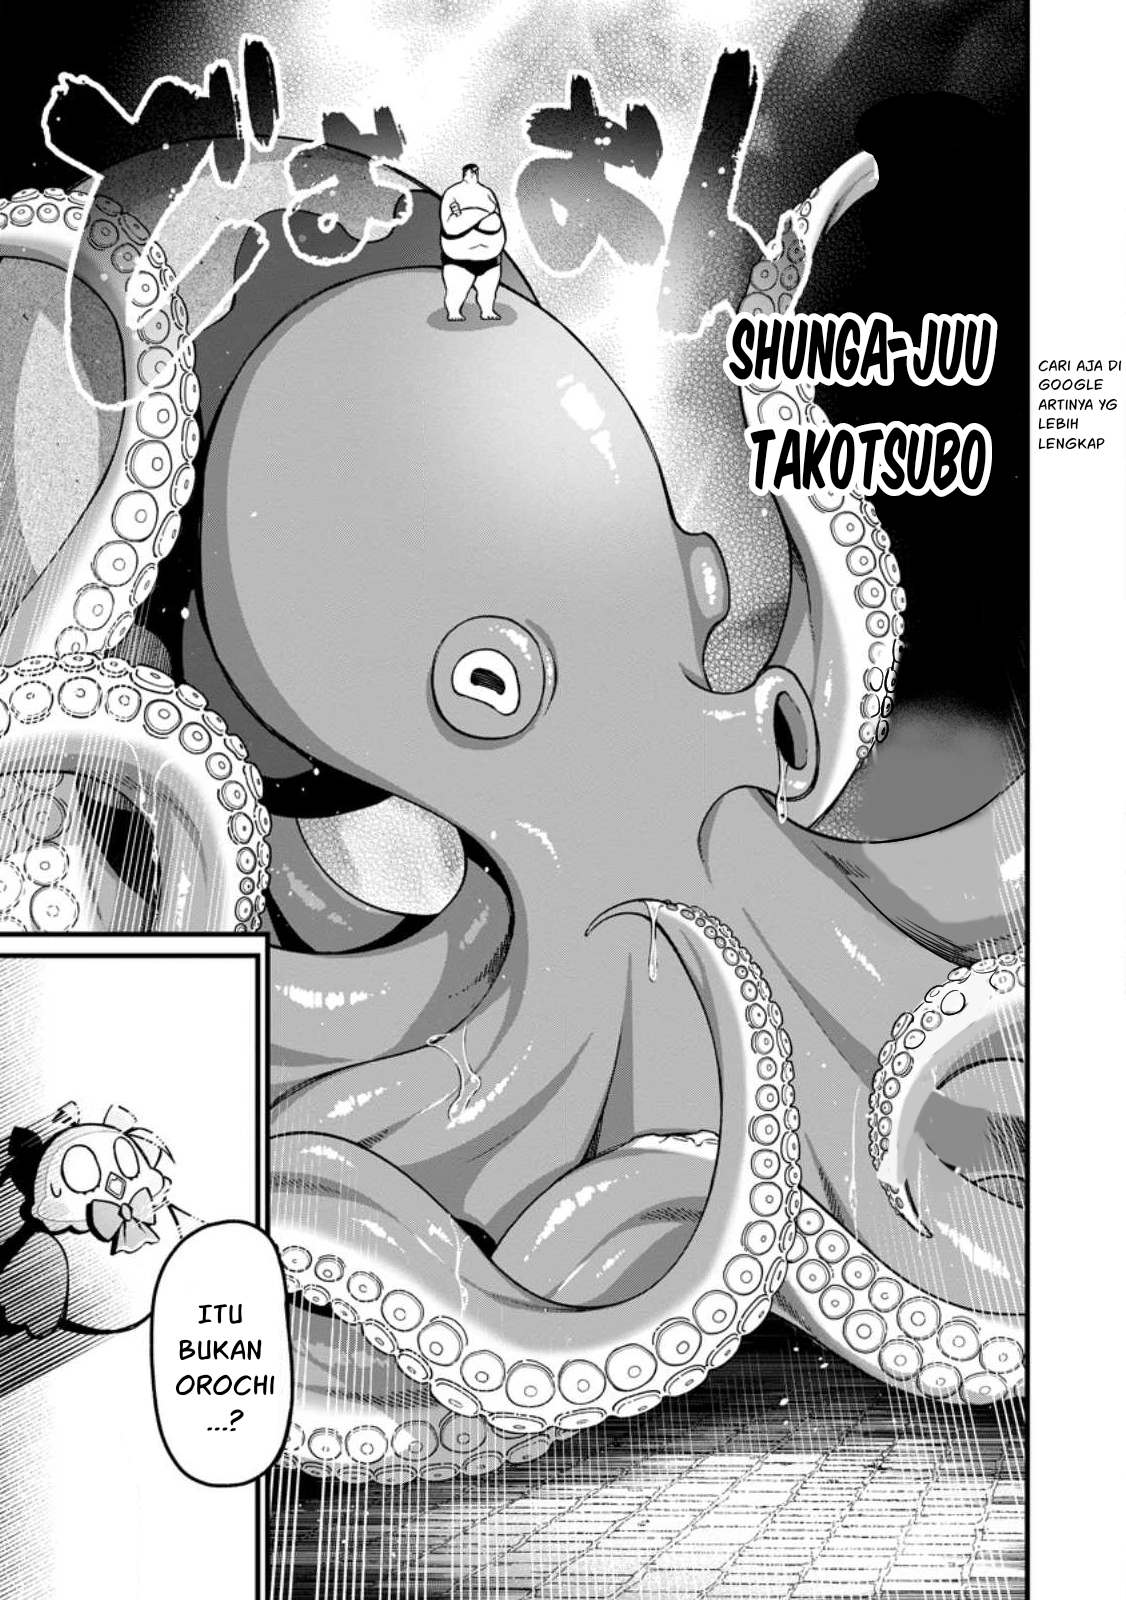 SHUNGA-JUU
TAKOTSUBO
CARI AJA DI
GOOGLE
ARTINYA YG
LEBIH
LENGKAP
ITU
BUKAN
OROCHI
...?